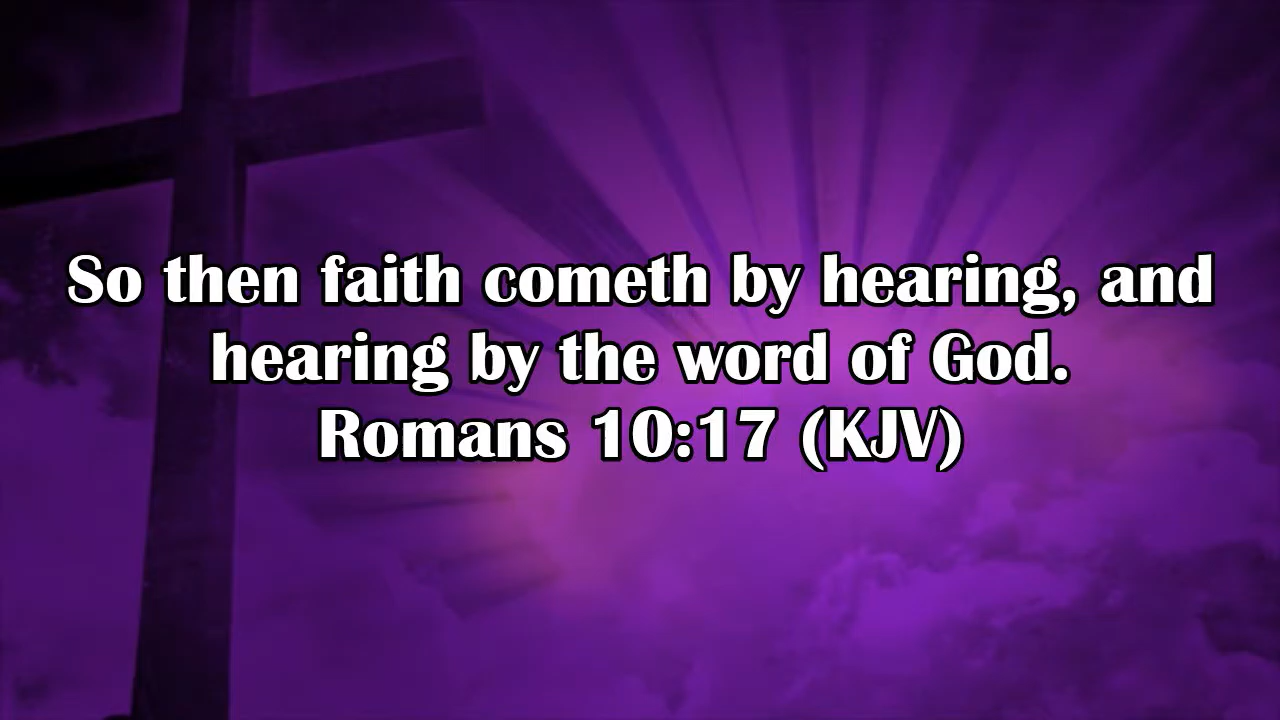 So then faith cometh by hearing, and
hearing by the word of God.
Romans 10:17 (KJV)